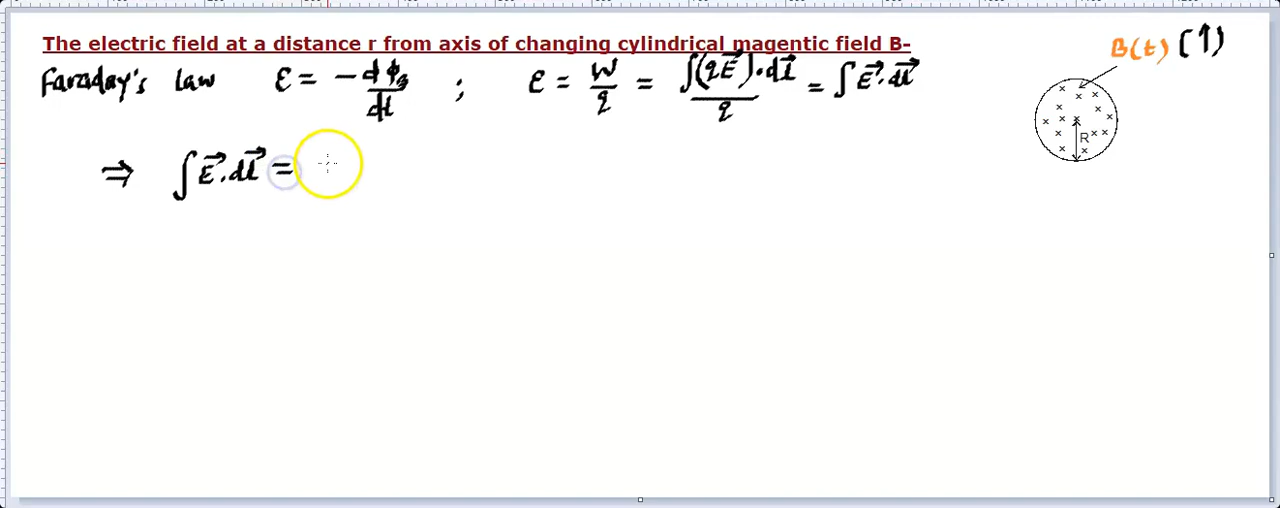 The electric field at a distance r from axis of changing cylindrical magentic field B-
B(t) (↑)
Faraday's law ε = - dϕ_B/dt ; ε = W/q = ∫(qE⃗)·dl⃗/q = ∫E⃗·dl⃗
R
⇒ ∫E⃗·dl⃗ =